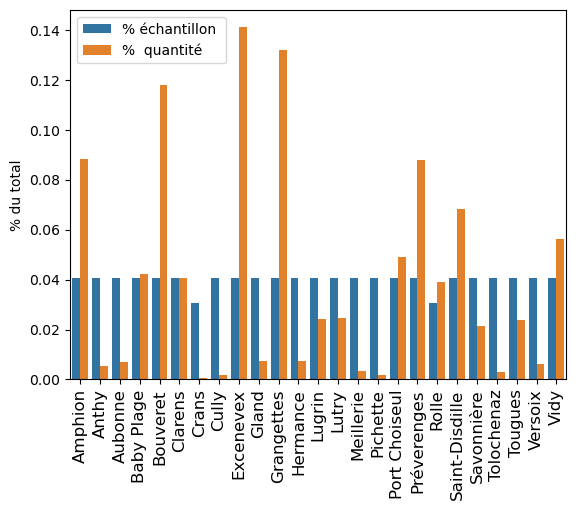 % échantillon
% quantité
% du total
0.14
0.12
0.10
0.08
0.06
0.04
0.02
0.00
Amphion
Anthy
Aubonne
Baby Plage
Bouveret
Clarens
Crans
Cully
Excenevex
Gland
Grangettes
Hermance
Lugrin
Lutry
Meillerie
Pichette
Port Choiseul
Préverenges
Rolle
Saint-Disdille
Savonnière
Tolochenaz
Tougues
Versoix
Vidy